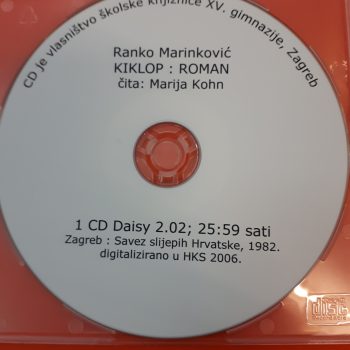 CD je vlasništvo školske knjižnice XV. gimnazije, Zagreb
Ranko Marinković
KIKLOP : ROMAN
čita: Marija Kohn
1 CD Daisy 2.02; 25:59 sati
Zagreb : Savez slijepih Hrvatske, 1982.
digitalizirano u HKS 2006.
disc